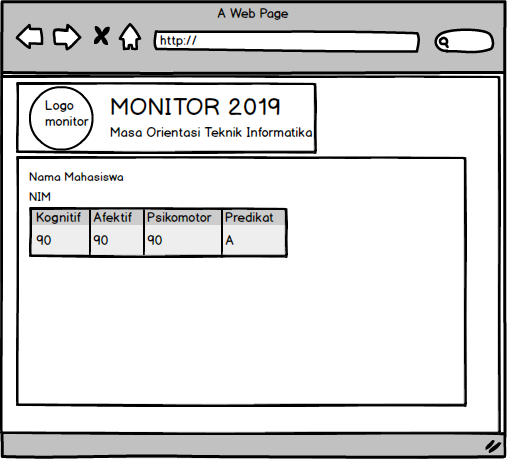 A Web Page
http://
Logo
monitor
MONITOR 2019
Masa Orientasi Teknik Informatika
Nama Mahasiswa
NIM
Kognitif Afektif Psikomotor Predikat
90 90 90 A